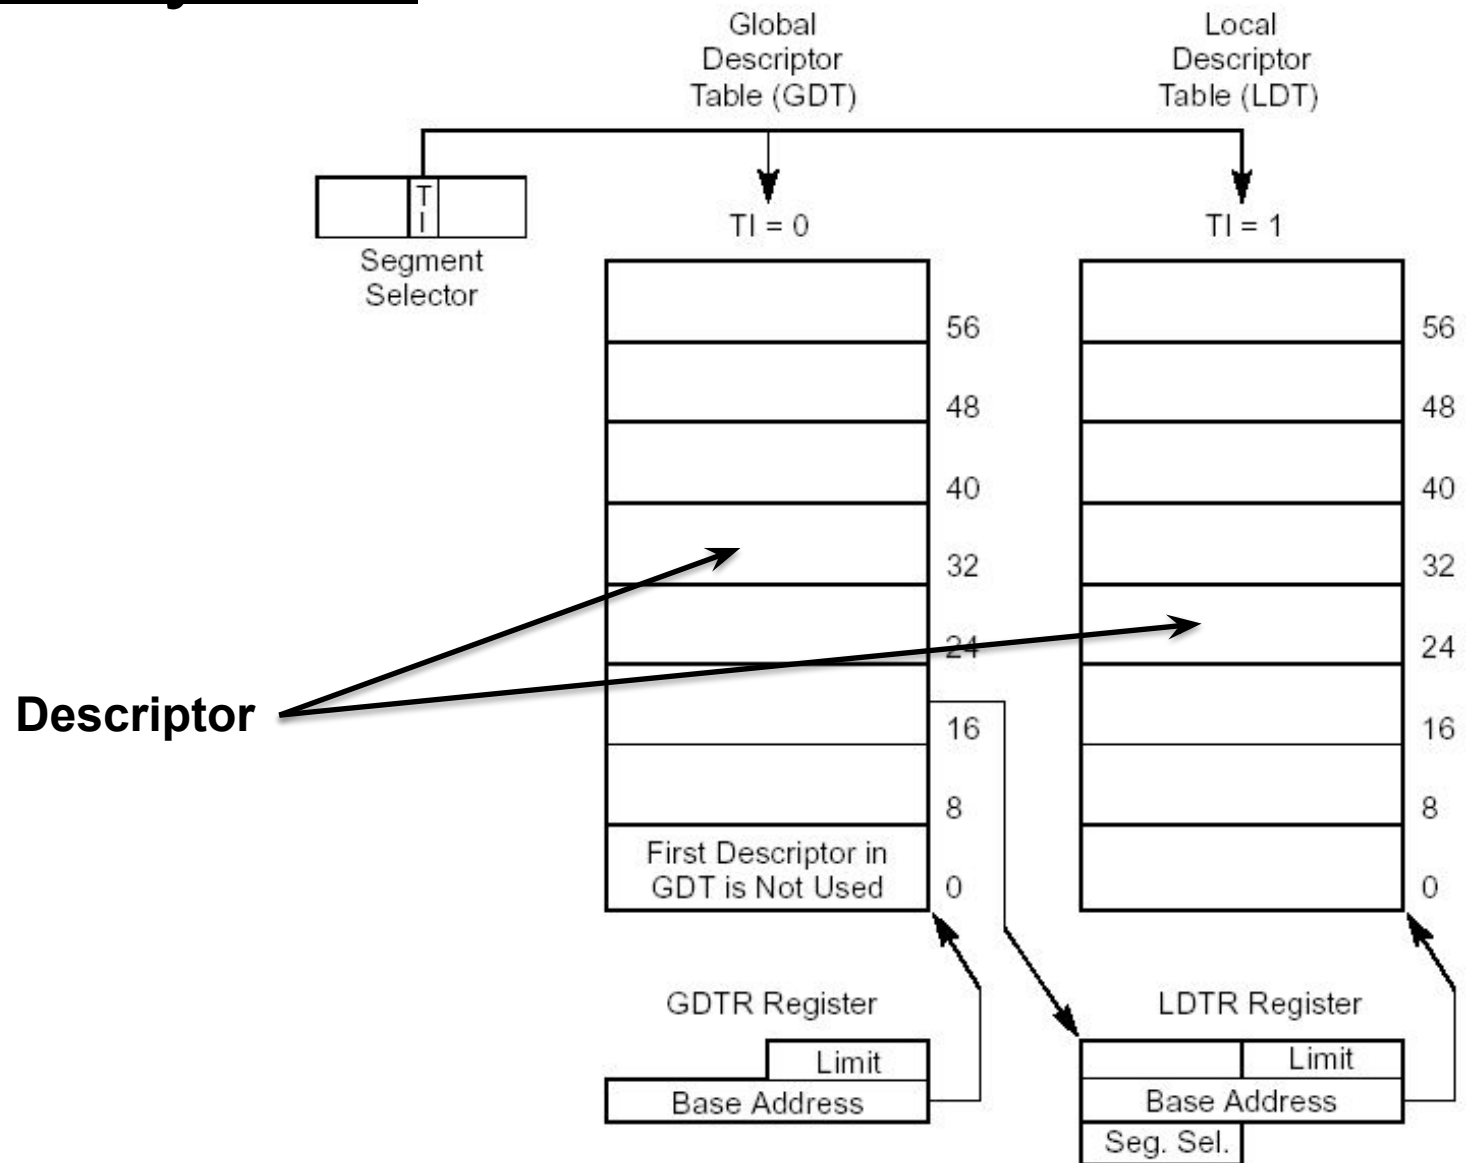 Global
Descriptor
Table (GDT)
Local
Descriptor
Table (LDT)
T
I
Segment
Selector
TI = 0
TI = 1
56
56
48
48
40
40
32
32
24
24
Descriptor
16
16
8
8
First Descriptor in
GDT is Not Used
0
0
GDTR Register
LDTR Register
Limit
Limit
Base Address
Base Address
Seg. Sel.